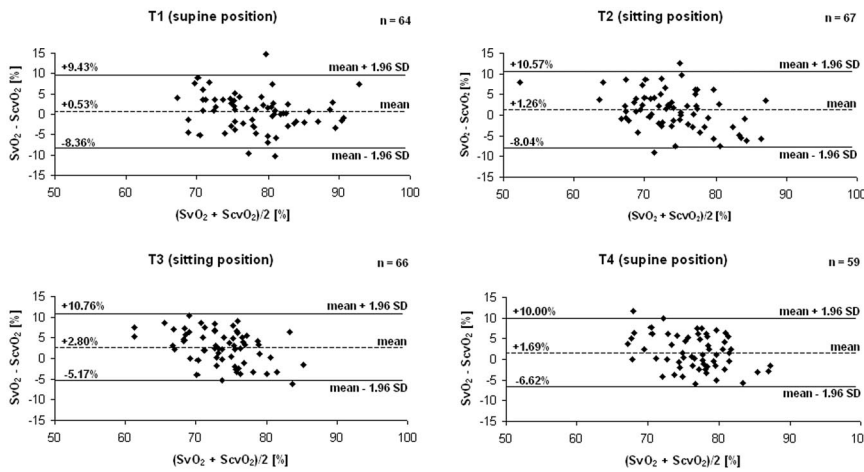 T1 (supine position)
n = 64
SvO₂ - ScvO₂ [%]
15
10
5
0
-5
-10
-15
+9.43%
mean + 1.96 SD
+0.53%
mean
-8.36%
mean - 1.96 SD
50
60
70
80
90
100
(SvO₂ + ScvO₂)/2 [%]
T2 (sitting position)
n = 67
SvO₂ - ScvO₂ [%]
15
10
5
0
-5
-10
-15
+10.57%
mean + 1.96 SD
+1.26%
mean
-8.04%
mean - 1.96 SD
50
60
70
80
90
100
(SvO₂ + ScvO₂)/2 [%]
T3 (sitting position)
n = 66
SvO₂ - ScvO₂ [%]
15
10
5
0
-5
-10
-15
+10.76%
mean + 1.96 SD
+2.80%
mean
-5.17%
mean - 1.96 SD
50
60
70
80
90
100
(SvO₂ + ScvO₂)/2 [%]
T4 (supine position)
n = 59
SvO₂ - ScvO₂ [%]
15
10
5
0
-5
-10
-15
+10.00%
mean + 1.96 SD
+1.69%
mean
-6.62%
mean - 1.96 SD
50
60
70
80
90
100
(SvO₂ + ScvO₂)/2 [%]